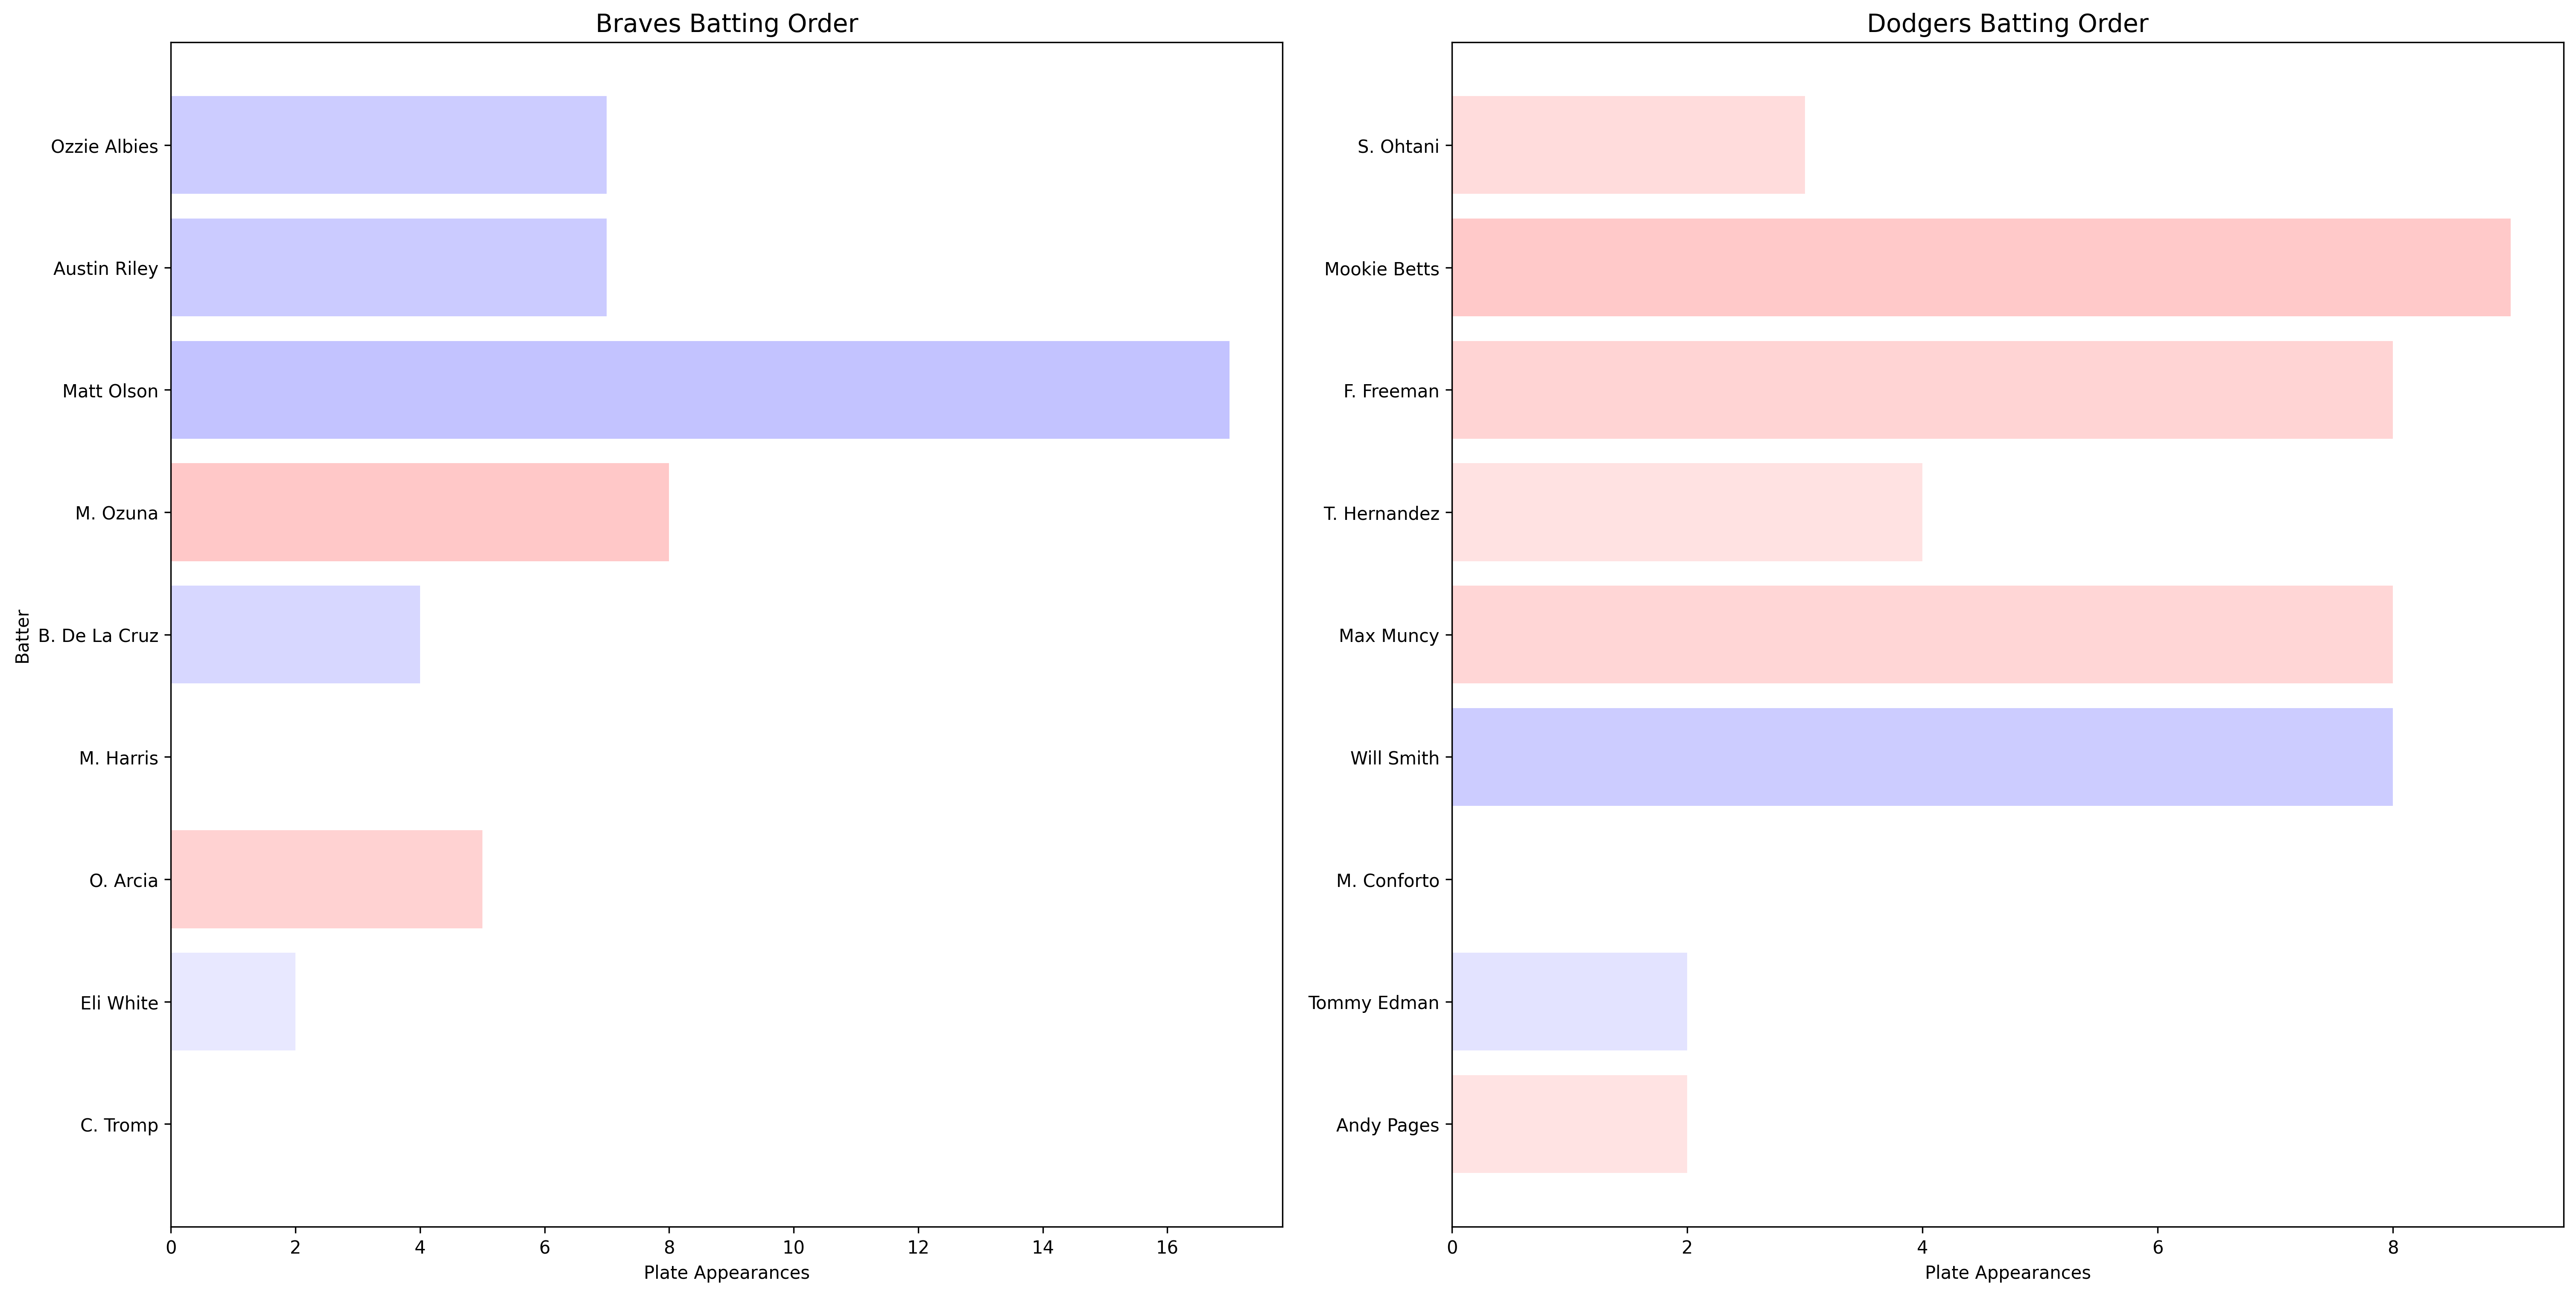 Braves Batting Order
Batter
Ozzie Albies
Austin Riley
Matt Olson
M. Ozuna
B. De La Cruz
M. Harris
O. Arcia
Eli White
C. Tromp
0 2 4 6 8 10 12 14 16
Plate Appearances
Dodgers Batting Order
S. Ohtani
Mookie Betts
F. Freeman
T. Hernandez
Max Muncy
Will Smith
M. Conforto
Tommy Edman
Andy Pages
0 2 4 6 8
Plate Appearances